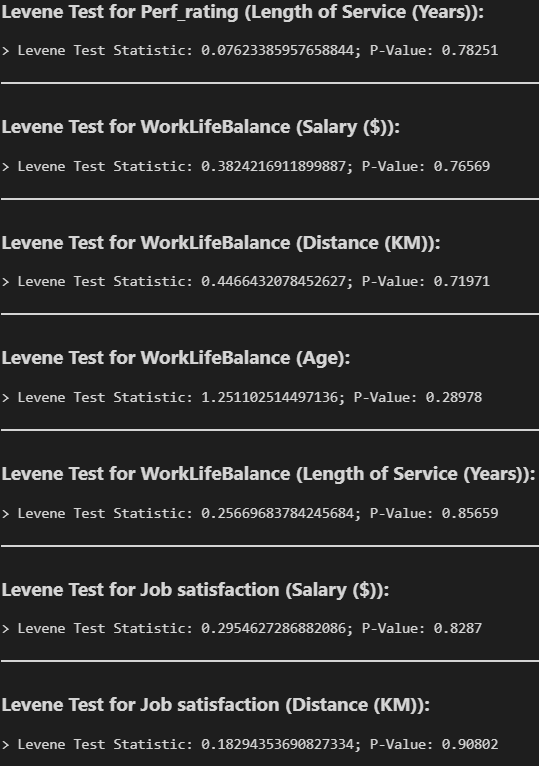 Levene Test for Perf_rating (Length of Service (Years)):
> Levene Test Statistic: 0.07623385957658844; P-Value: 0.78251
Levene Test for WorkLifeBalance (Salary ($)):
> Levene Test Statistic: 0.3824216911899887; P-Value: 0.76569
Levene Test for WorkLifeBalance (Distance (KM)):
> Levene Test Statistic: 0.4466432078452627; P-Value: 0.71971
Levene Test for WorkLifeBalance (Age):
> Levene Test Statistic: 1.251102514497136; P-Value: 0.28978
Levene Test for WorkLifeBalance (Length of Service (Years)):
> Levene Test Statistic: 0.25669683784245684; P-Value: 0.85659
Levene Test for Job satisfaction (Salary ($)):
> Levene Test Statistic: 0.2954627286882086; P-Value: 0.8287
Levene Test for Job satisfaction (Distance (KM)):
> Levene Test Statistic: 0.18294353690827334; P-Value: 0.90802